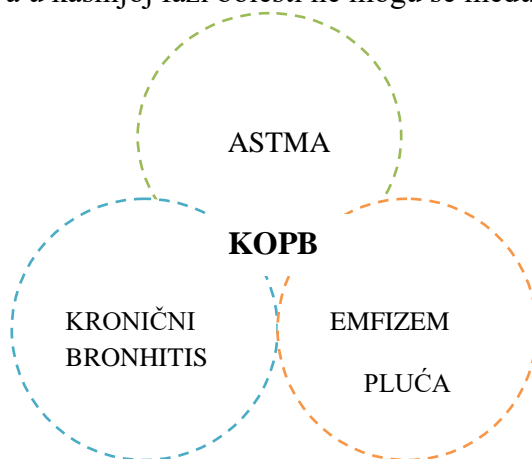 u kasnijoj fazi bolesti ne mogu se
ASTMA
KOPB
KRONIČNI
BRONHITIS
EMFIZEM
PLUĆA